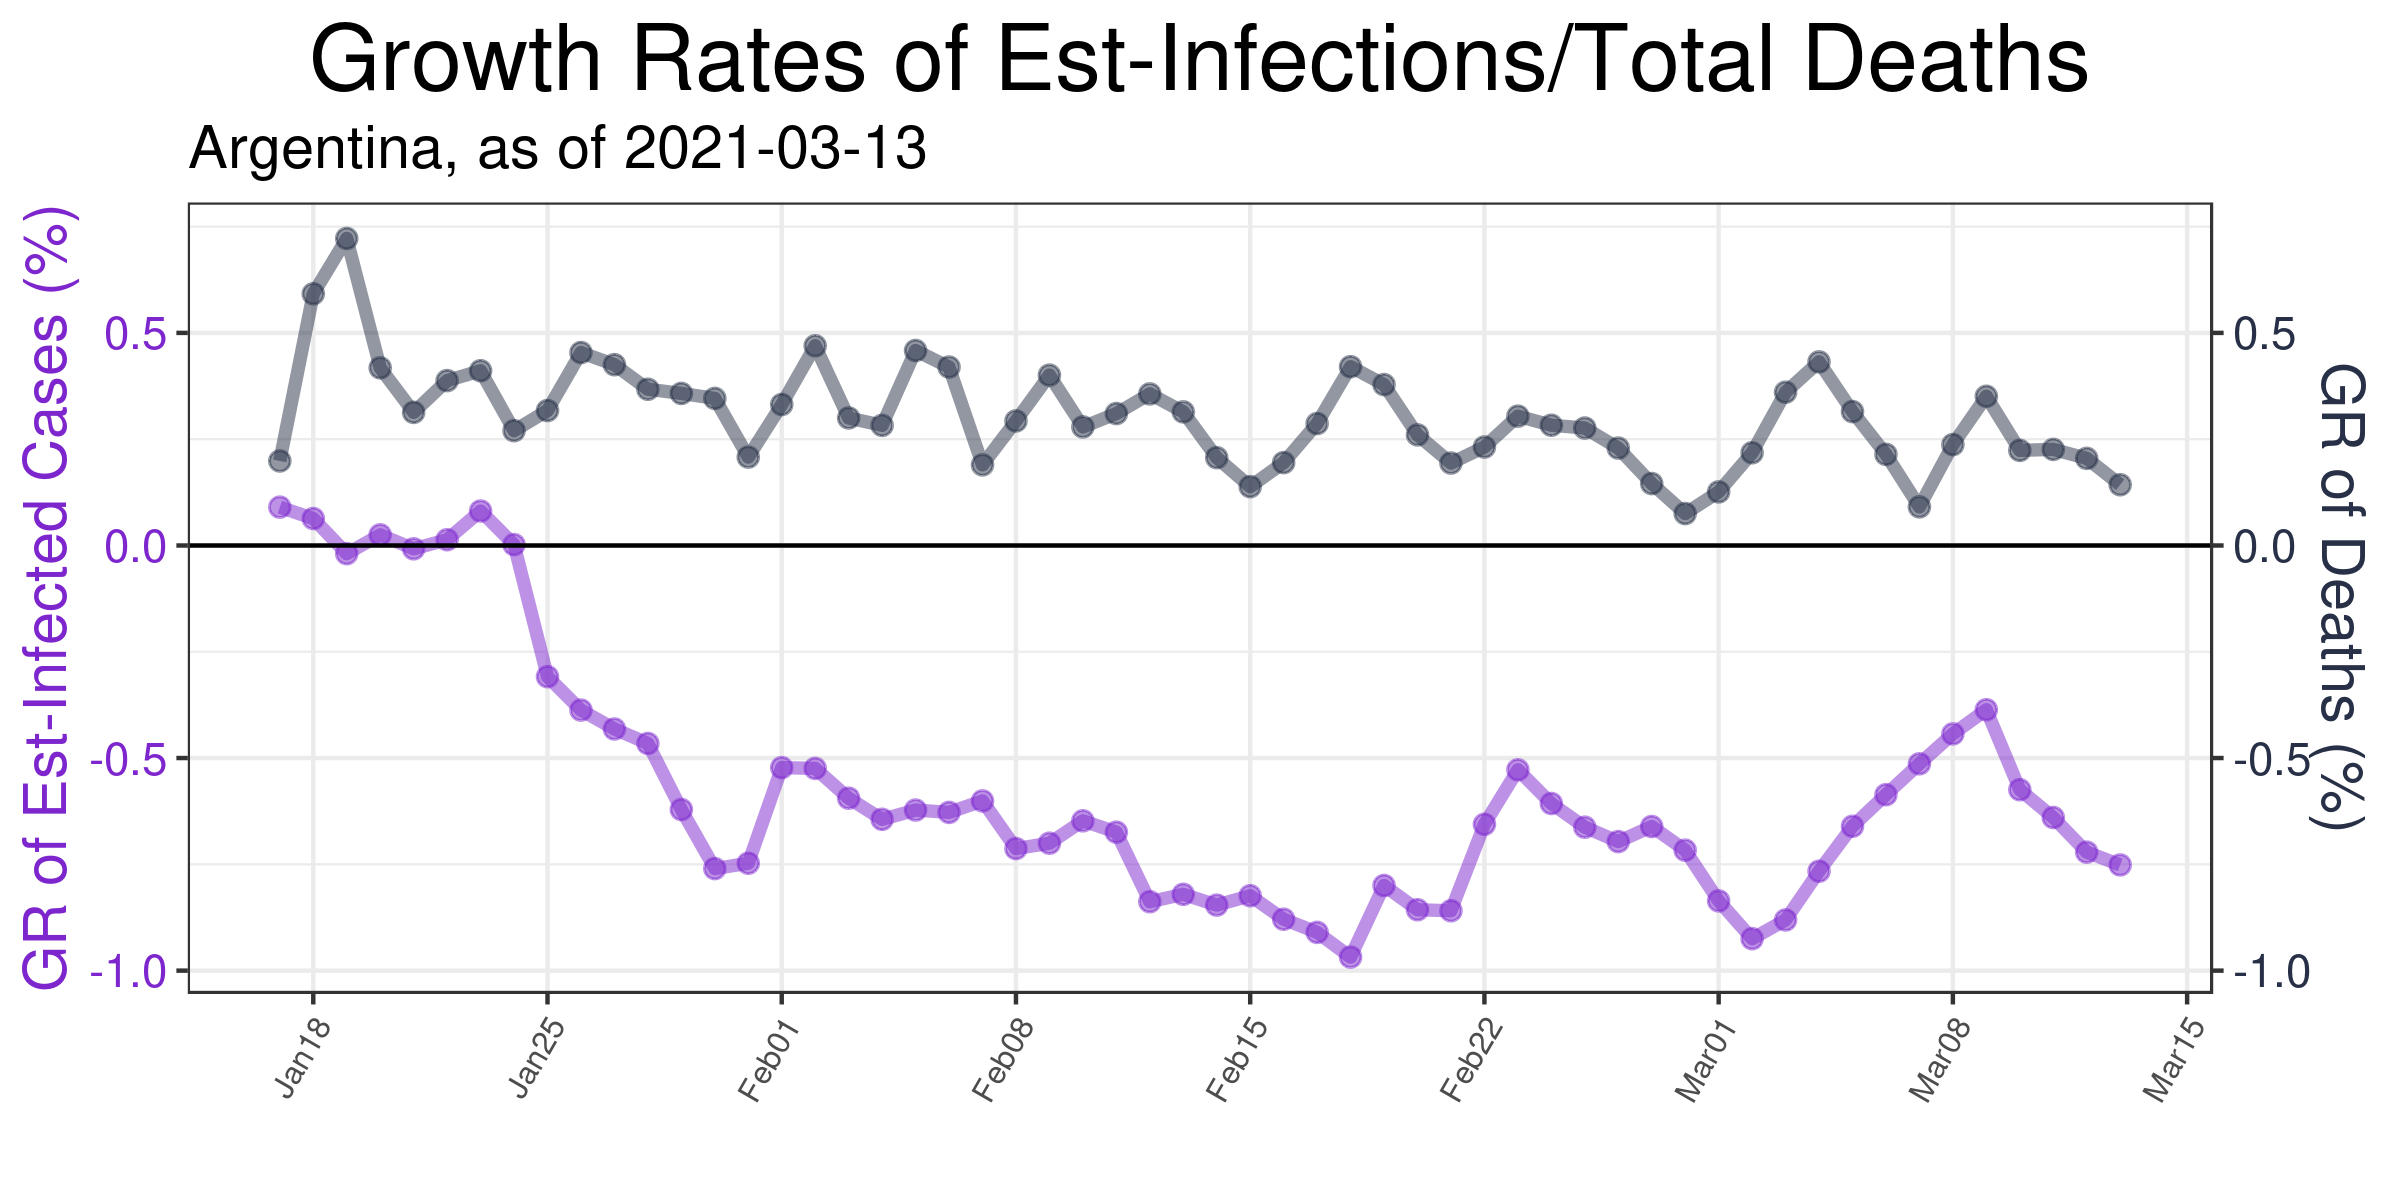 Growth Rates of Est-Infections/Total Deaths
Argentina, as of 2021-03-13
GR of Est-Infected Cases (%)
0.5
0.0
-0.5
-1.0
0.5
0.0
-0.5
-1.0
GR of Deaths (%)
Jan18
Jan25
Feb01
Feb08
Feb15
Feb22
Mar01
Mar08
Mar15